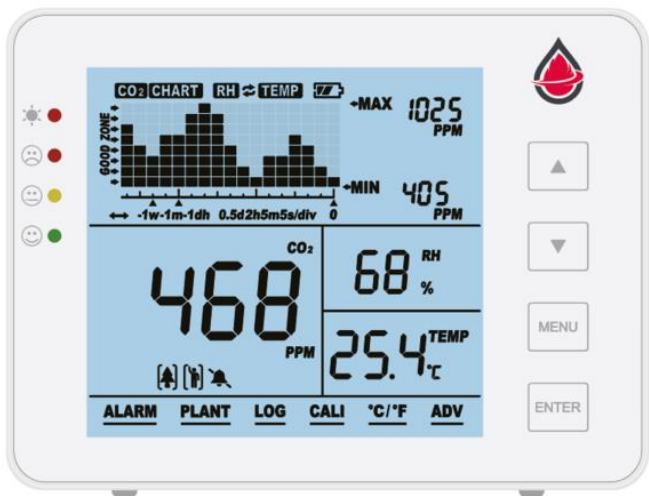 CO2 CHART RH TEMP
MAX 1025
PPM
GOOD ZONE
MIN 405
PPM
-1w-1m-1dh 0.5d2h5m5s/div 0
CO2
468
PPM
68 RH
%
25.4 TEMP
°C
ALARM PLANT LOG CALI °C/°F ADV
MENU
ENTER